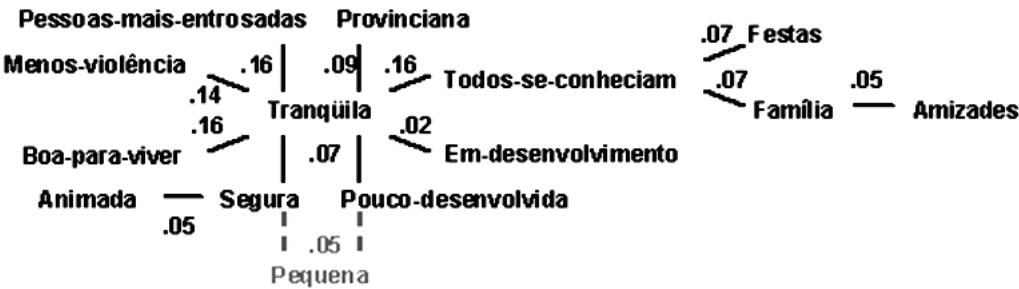 Pessoas-mais-entrosadas Provinciana
.07 Festas
Menos-violência .16 .09 .16
Todos-se-conheciam .07 .05
.14
Tranqüila Família Amizades
.16 .02
Boa-para-viver .07 Em-desenvolvimento
Animada Segura Pouco-desenvolvida
.05
.05
Pequena